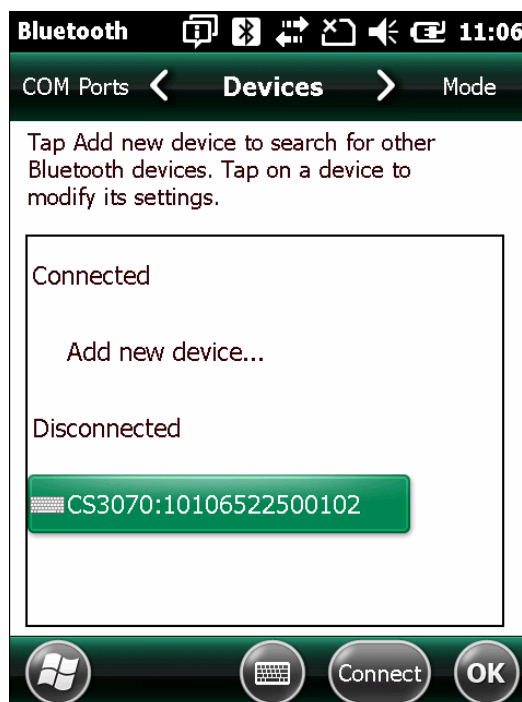 Bluetooth 11:06
COM Ports Devices Mode
Tap Add new device to search for other
Bluetooth devices. Tap on a device to
modify its settings.
Connected
Add new device...
Disconnected
CS3070:10106522500102
Connect OK